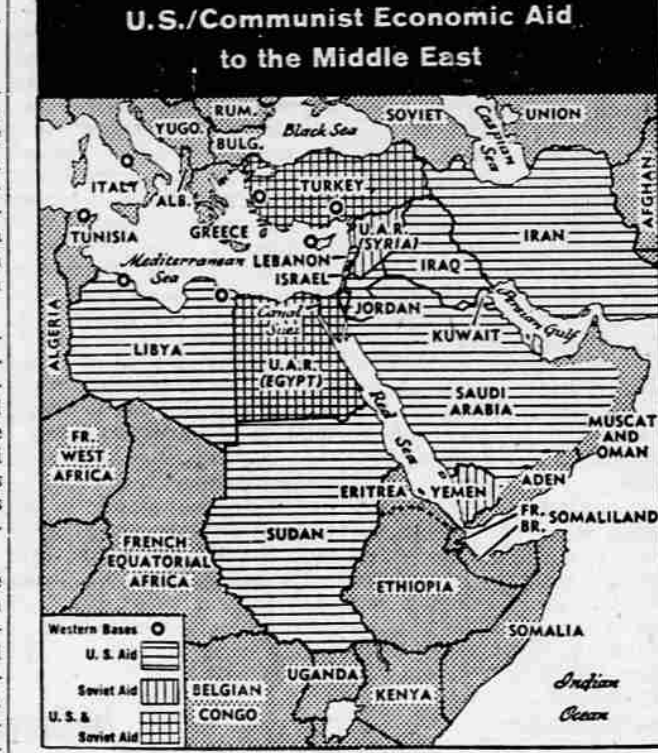 U.S./Communist Economic Aid
to the Middle East
RUM.
SOVIET
UNION
Caspian
Sea
YUGO.
Black Sea
BULG.
ITALY
ALB.
TURKEY
AFGHAN.
TUNISIA
GREECE
U.A.R.
(SYRIA)
IRAN
Mediterranean
Sea
LEBANON
ISRAEL
IRAQ
JORDAN
Persian Gulf
ALGERIA
Canal
Suez
KUWAIT
LIBYA
U.A.R.
(EGYPT)
Red
Sea
SAUDI
ARABIA
MUSCAT
AND
OMAN
FR.
WEST
AFRICA
ADEN
ERITREA
YEMEN
FR.
BR.
SOMALILAND
SUDAN
FRENCH
EQUATORIAL
AFRICA
ETHIOPIA
SOMALIA
Western Bases
U. S. Aid
Soviet Aid
U. S. &
Soviet Aid
BELGIAN
CONGO
UGANDA
KENYA
Indian
Ocean